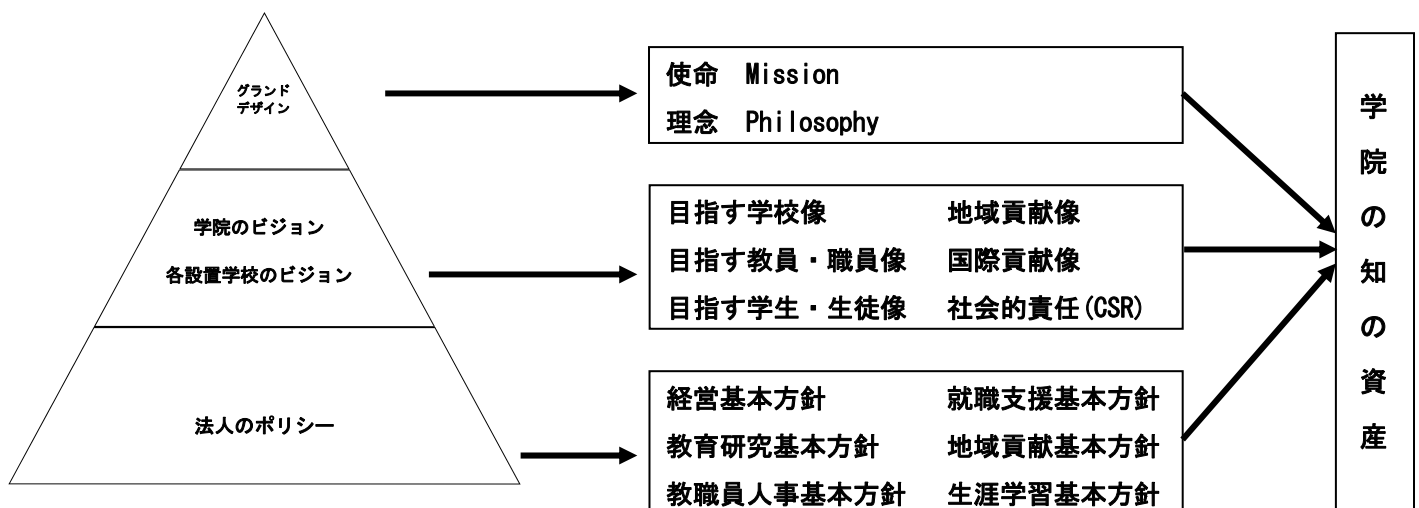 グランド
デザイン
学院のビジョン
各設置学校のビジョン
法人のポリシー
使命 Mission
理念 Philosophy
目指す学校像 地域貢献像
目指す教員・職員像 国際貢献像
目指す学生・生徒像 社会的責任(CSR)
経営基本方針 就職支援基本方針
教育研究基本方針 地域貢献基本方針
教職員人事基本方針 生涯学習基本方針
学院の知の資産